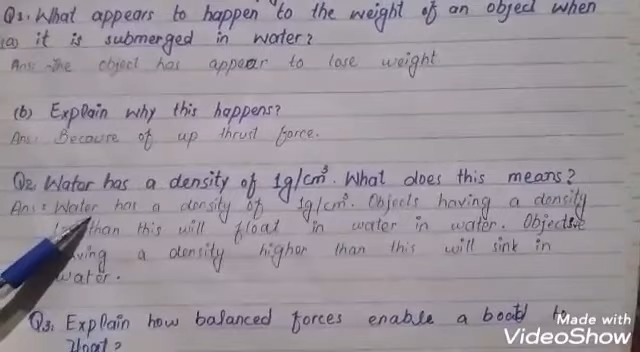 Q1. What appears to happen to the weight of an object when
(a) it is submerged in water?
Ans: The object has appear to lose weight
(b) Explain why this happens?
Ans: Because of up thrust force.
Q2. Water has a density of 1g/cm³. What does this means?
Ans: Water has a density of 1g/cm³. Objects having a density
than this will float in water in water. Objects
a density higher than this will sink in
water.
Q3. Explain how balanced forces enable a boat to
float?
Made with
VideoShow